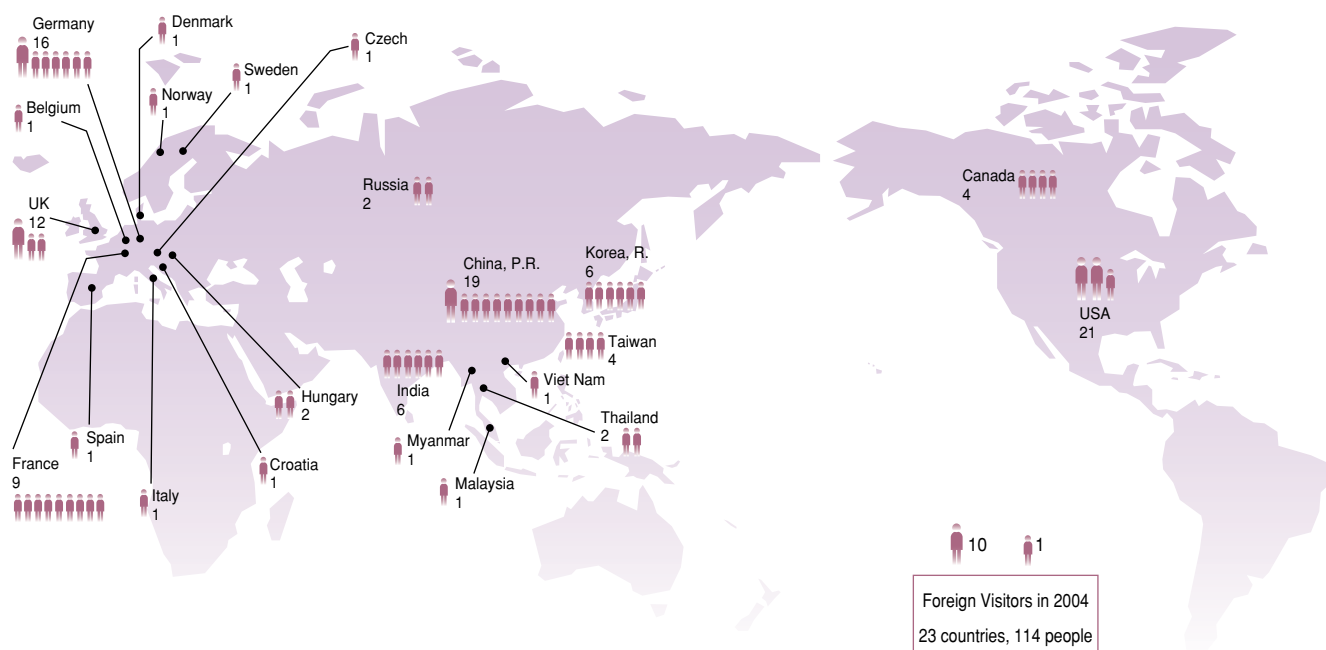 Germany
16
Denmark
1
Czech
1
Sweden
1
Norway
1
Belgium
1
UK
12
Russia
2
Canada
4
China, P.R.
19
Korea, R.
6
USA
21
Taiwan
4
India
6
Viet Nam
1
Hungary
2
Thailand
2
Myanmar
1
Spain
1
France
9
Croatia
1
Malaysia
1
Italy
1
10
1
Foreign Visitors in 2004
23 countries, 114 people